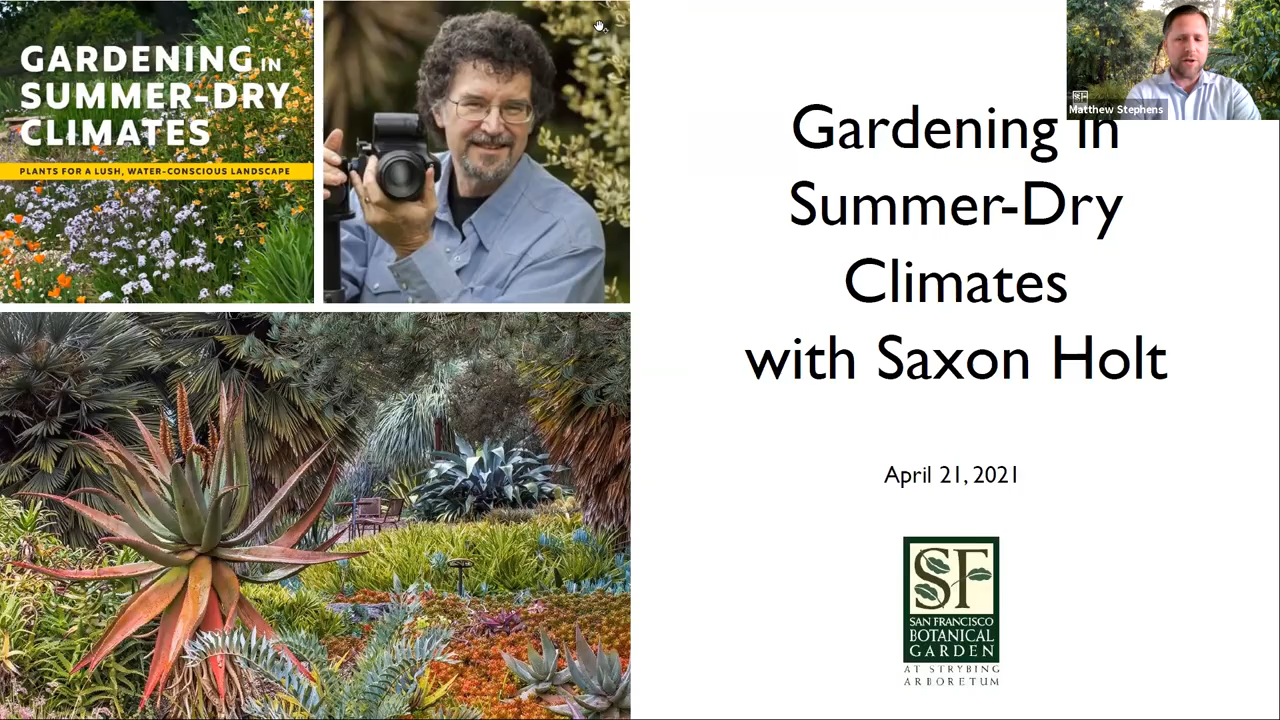 GARDENING IN
SUMMER-DRY
CLIMATES
PLANTS FOR A LUSH, WATER-CONSCIOUS LANDSCAPE
SF
Matthew Stephens
Gardening in
Summer-Dry
Climates
with Saxon Holt
April 21, 2021
SF
SAN FRANCISCO
BOTANICAL
GARDEN
AT STRYBING
ARBORETUM